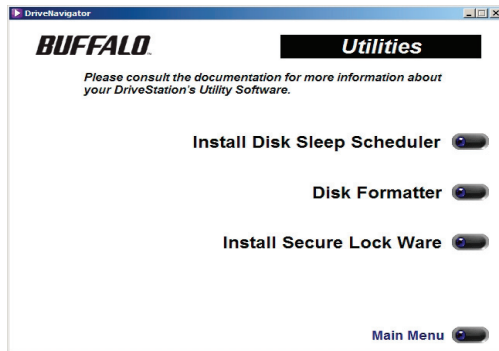 DriveNavigator
BUFFALO
Utilities
Please consult the documentation for more information about
your DriveStation's Utility Software.
Install Disk Sleep Scheduler
Disk Formatter
Install Secure Lock Ware
Main Menu